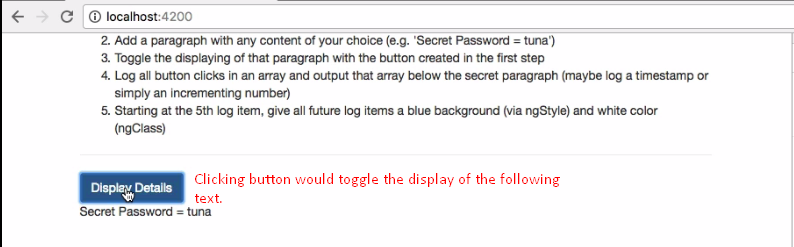 localhost:4200
2. Add a paragraph with any content of your choice (e.g. 'Secret Password = tuna')
3. Toggle the displaying of that paragraph with the button created in the first step
4. Log all button clicks in an array and output that array below the secret paragraph (maybe log a timestamp or
simply an incrementing number)
5. Starting at the 5th log item, give all future log items a blue background (via ngStyle) and white color
(ngClass)
Display Details
Clicking button would toggle the display of the following
text.
Secret Password = tuna